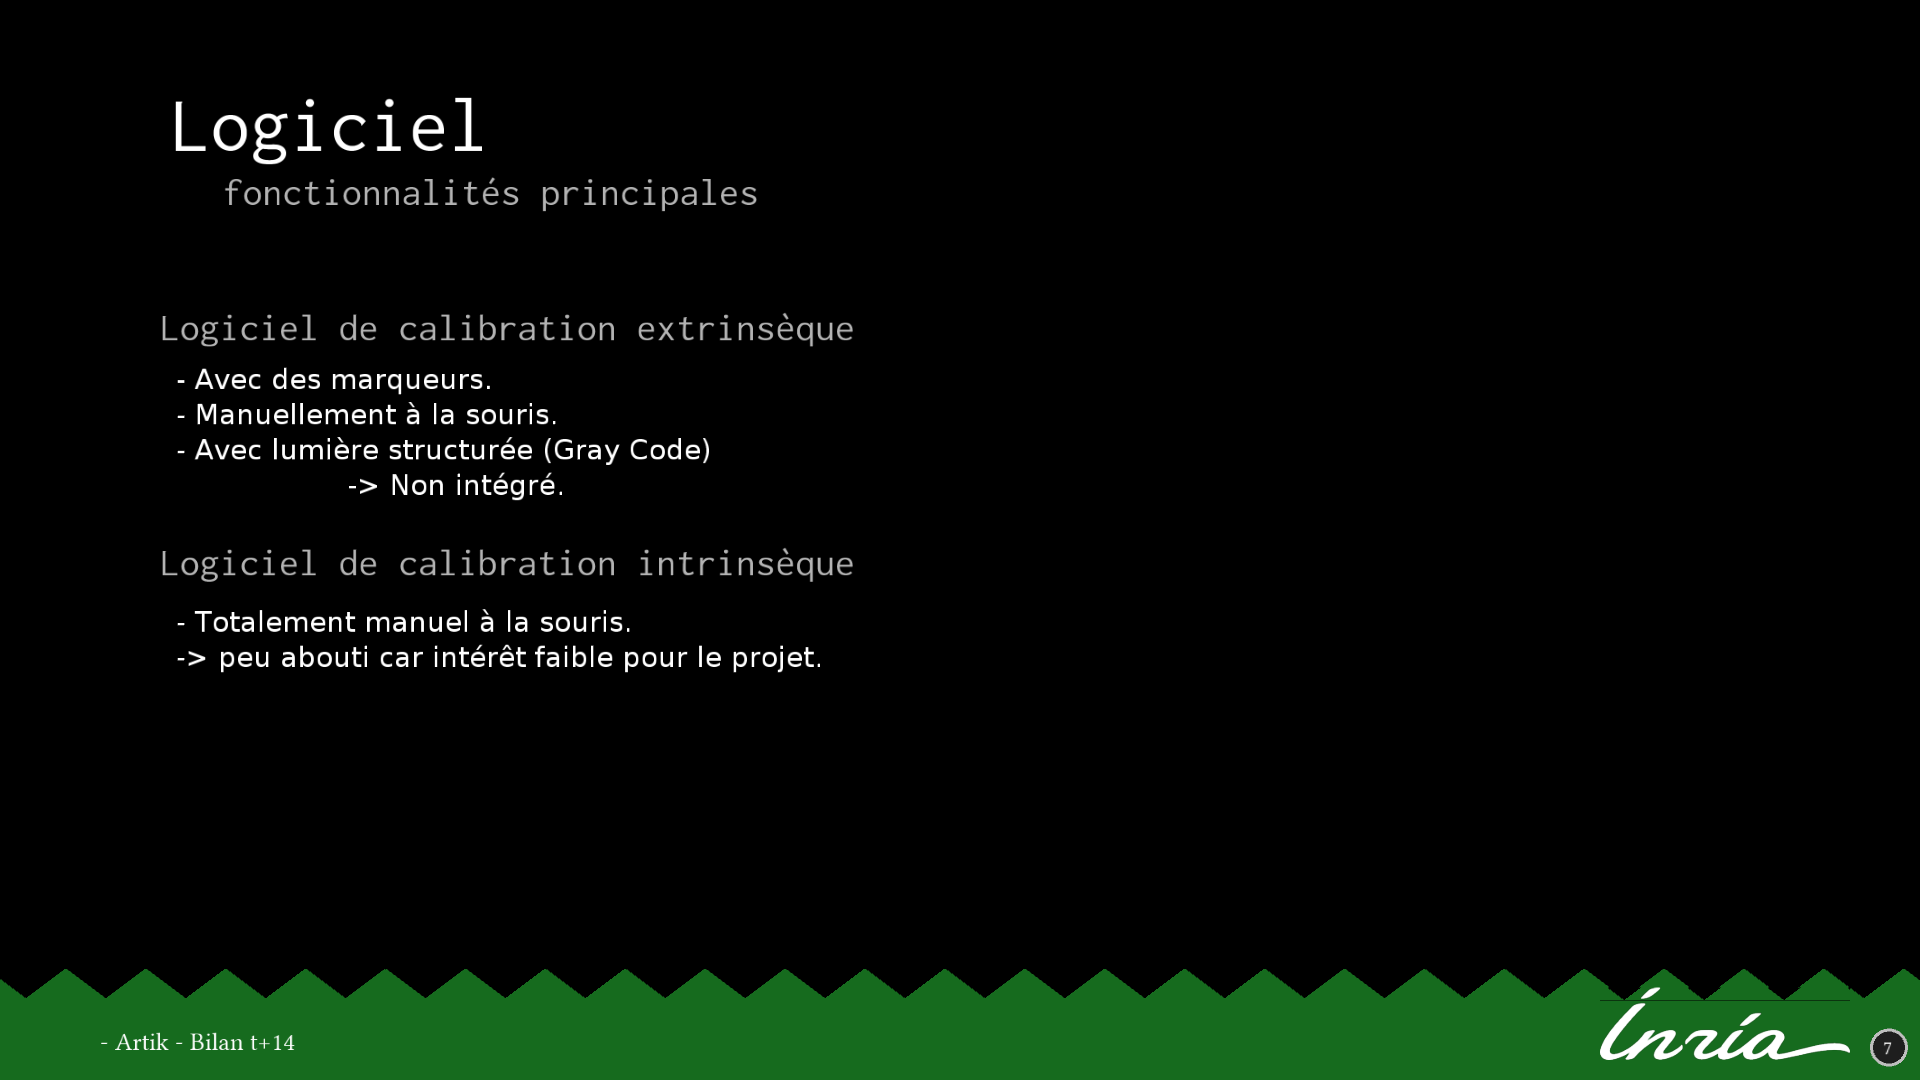 Logiciel
fonctionnalités principales
Logiciel de calibration extrinsèque
- Avec des marqueurs.
- Manuellement à la souris.
- Avec lumière structurée (Gray Code)
-> Non intégré.
Logiciel de calibration intrinsèque
- Totalement manuel à la souris.
-> peu abouti car intérêt faible pour le projet.
- Artik - Bilan t+14
Inria
7